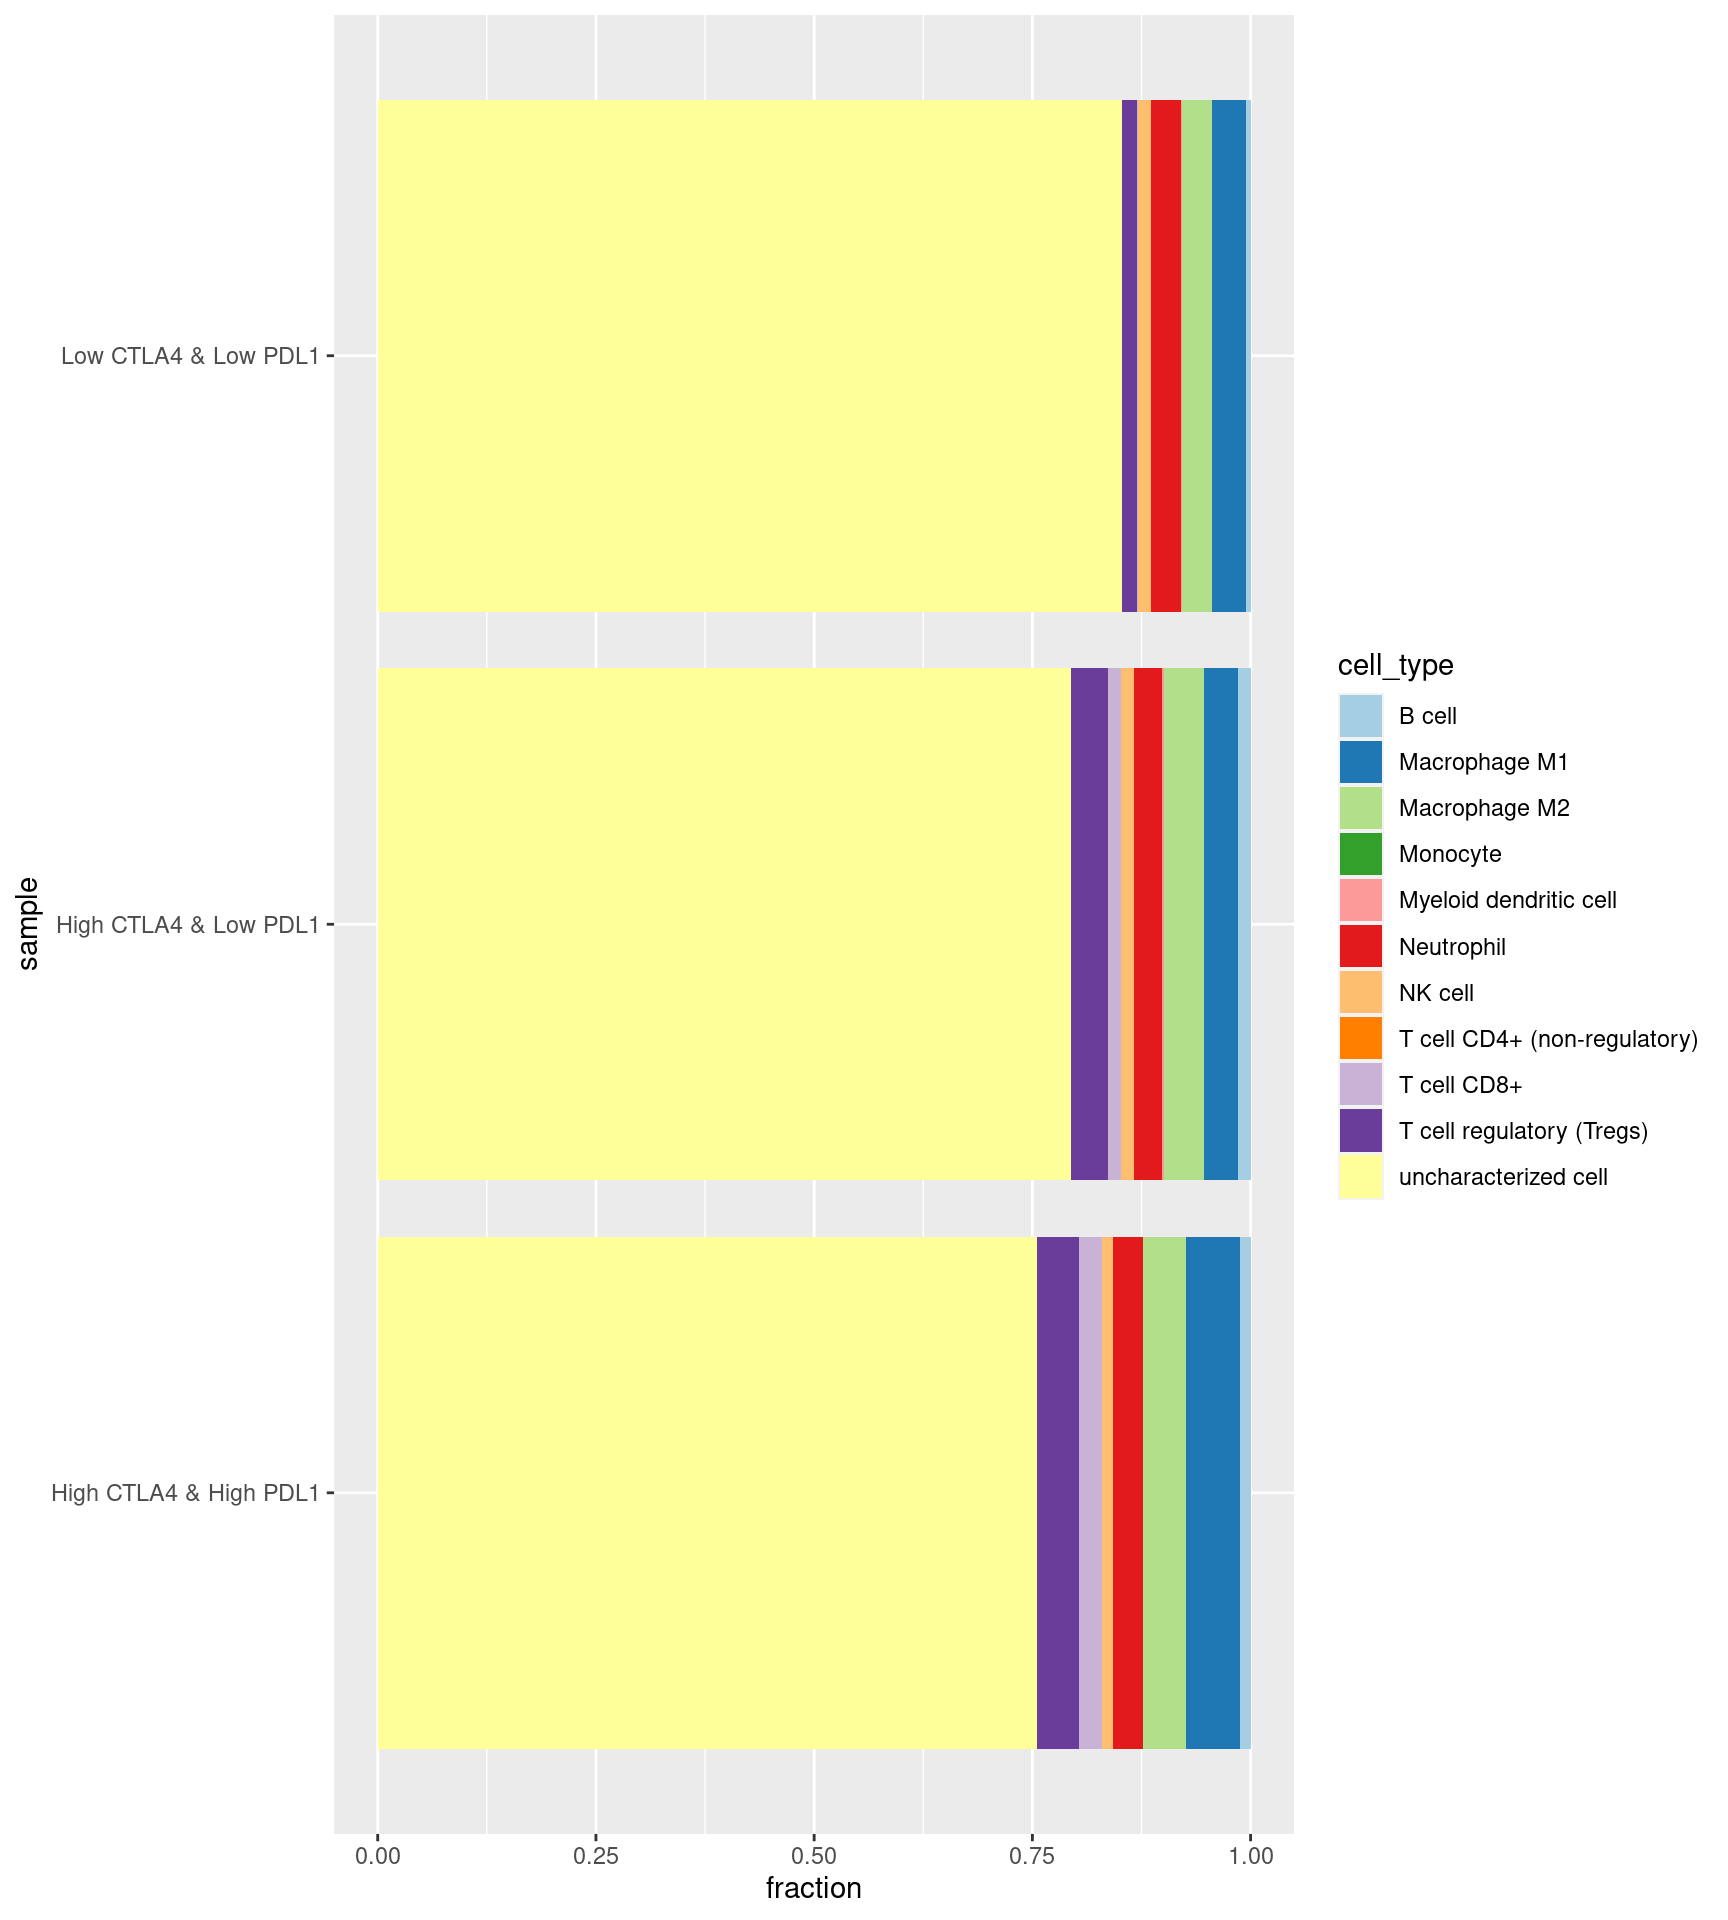 Low CTLA4 & Low PDL1
High CTLA4 & Low PDL1
High CTLA4 & High PDL1
sample
0.00
0.25
0.50
0.75
1.00
fraction
cell_type
B cell
Macrophage M1
Macrophage M2
Monocyte
Myeloid dendritic cell
Neutrophil
NK cell
T cell CD4+ (non-regulatory)
T cell CD8+
T cell regulatory (Tregs)
uncharacterized cell